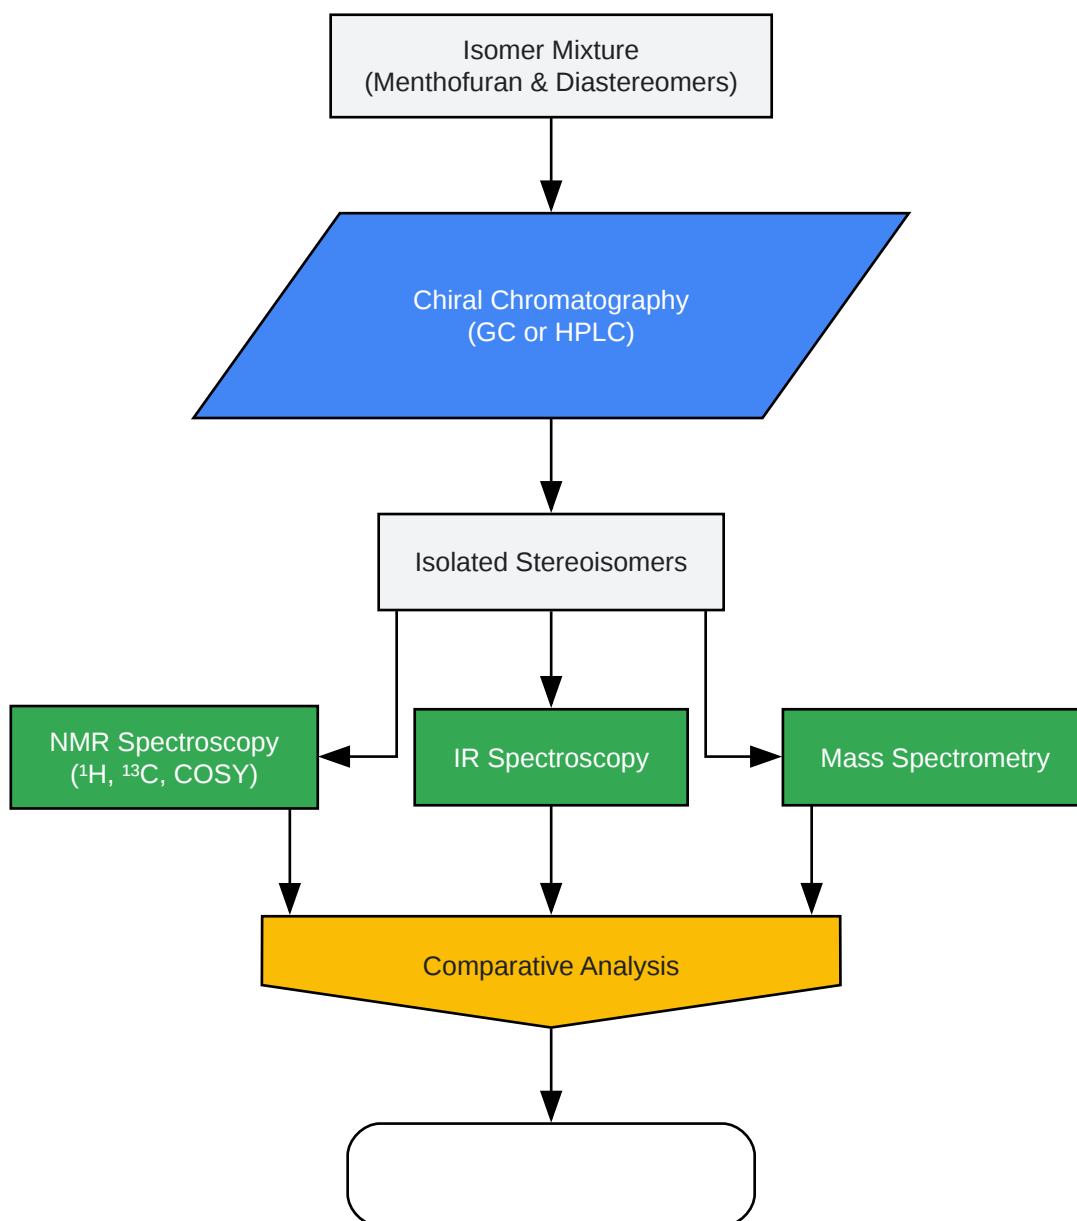 Isomer Mixture
(Menthofuran & Diastereomers)
Chiral Chromatography
(GC or HPLC)
Isolated Stereoisomers
NMR Spectroscopy
(¹H, ¹³C, COSY)
IR Spectroscopy
Mass Spectrometry
Comparative Analysis